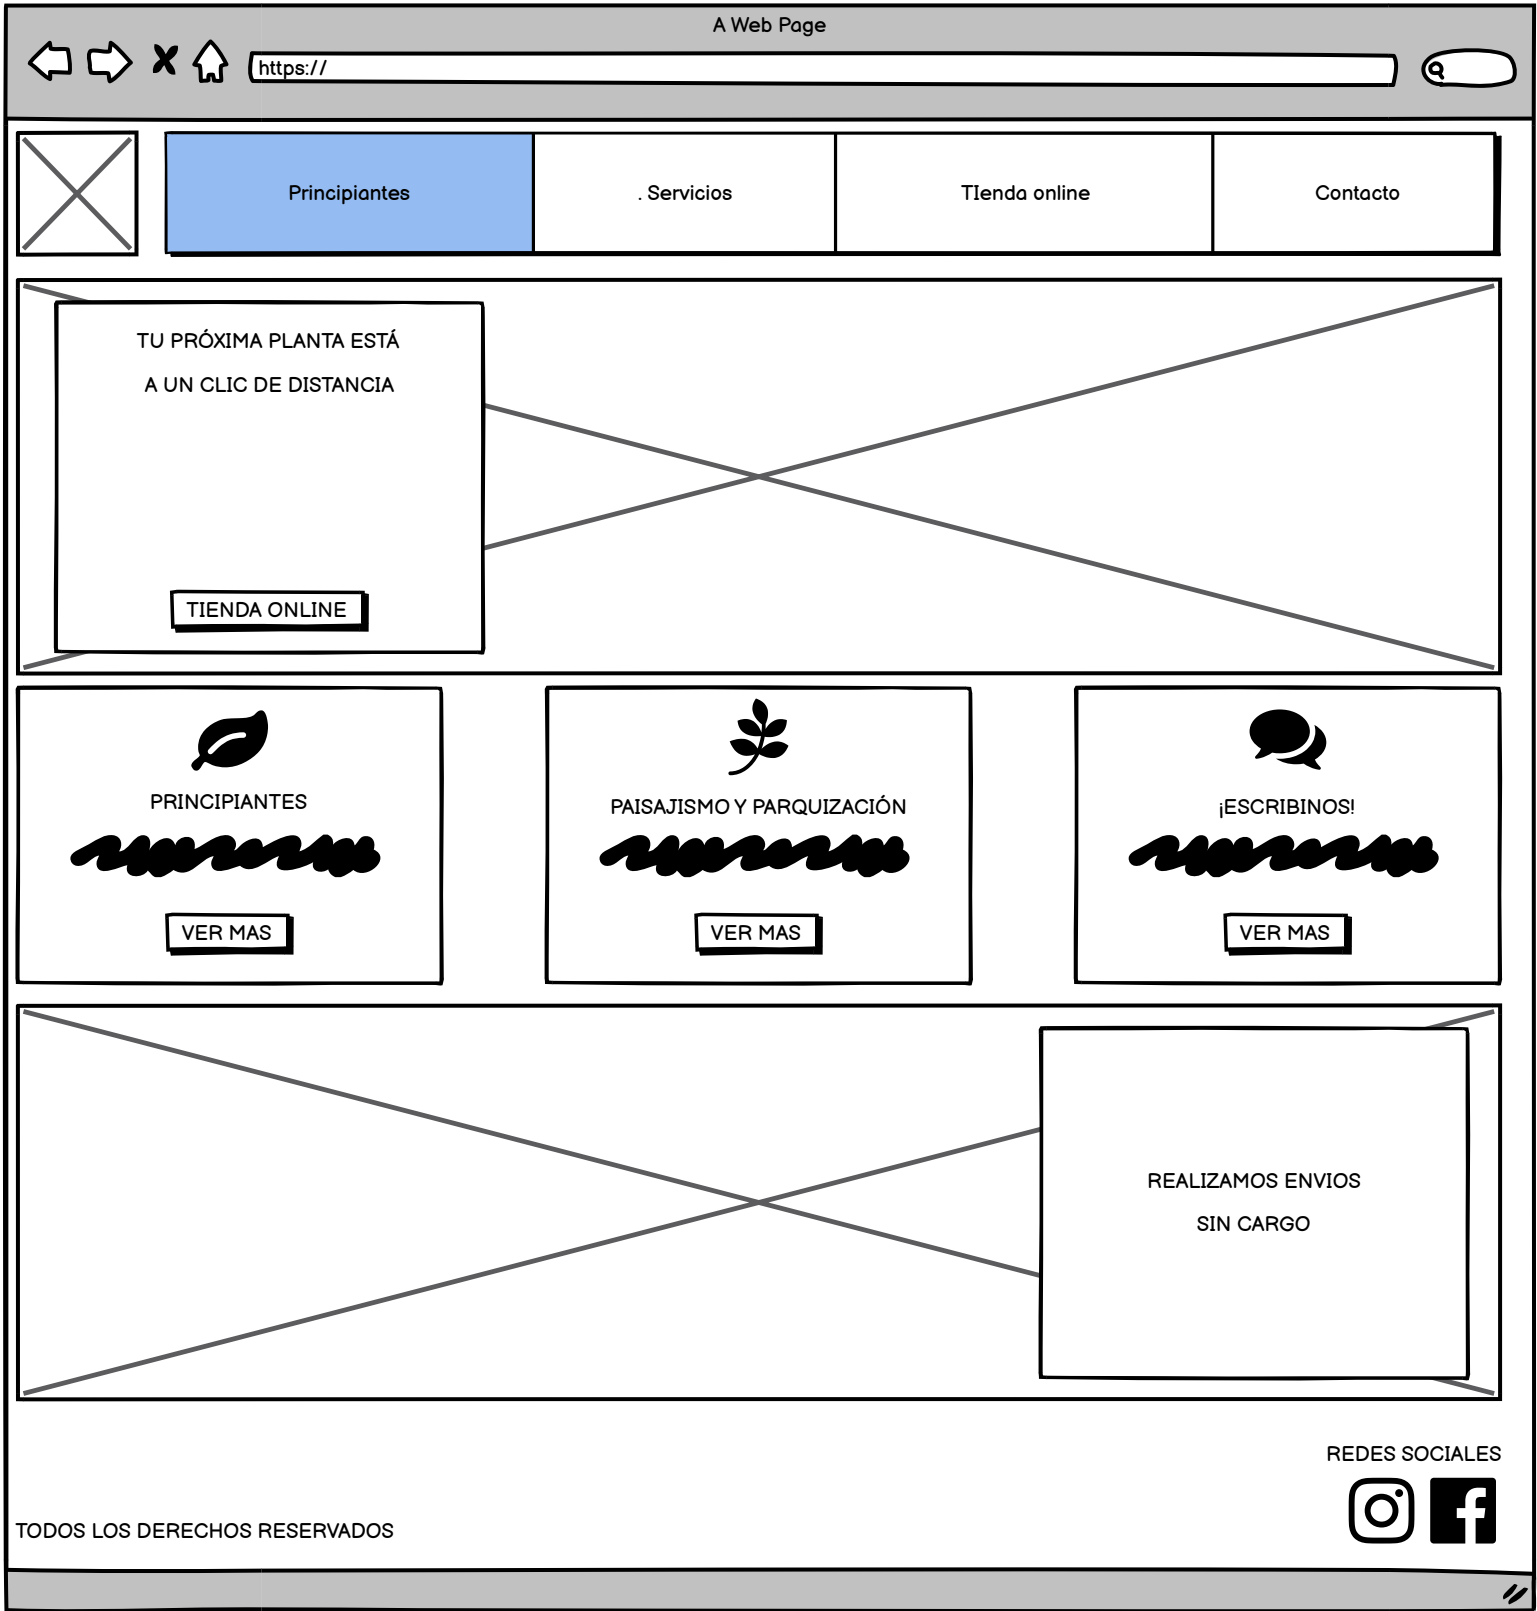 A Web Page
https://
Principiantes
. Servicios
TIenda online
Contacto
TU PRÓXIMA PLANTA ESTÁ
A UN CLIC DE DISTANCIA
TIENDA ONLINE
PRINCIPIANTES
VER MAS
PAISAJISMO Y PARQUIZACIÓN
VER MAS
¡ESCRIBINOS!
VER MAS
REALIZAMOS ENVIOS
SIN CARGO
REDES SOCIALES
TODOS LOS DERECHOS RESERVADOS